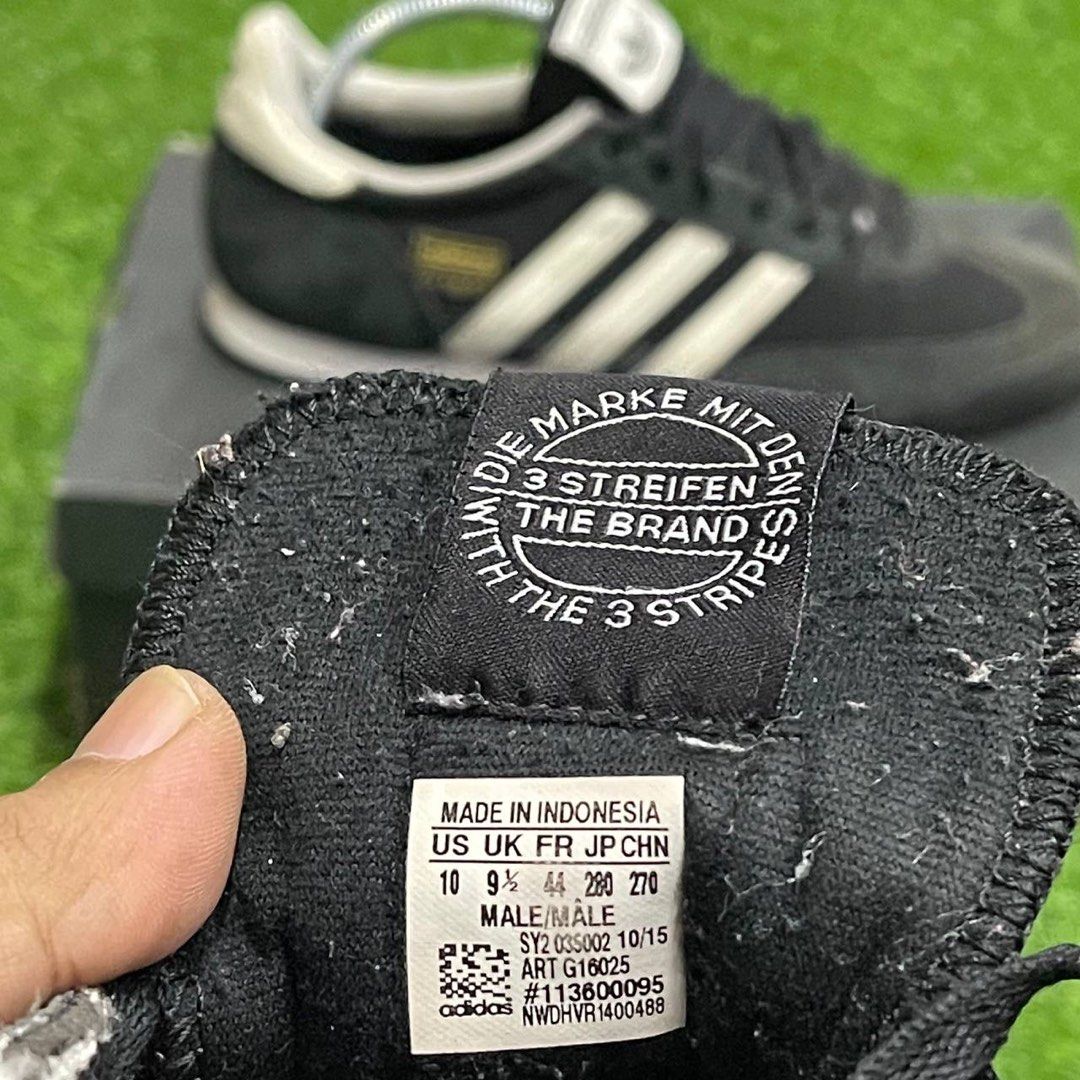 DIE MARKE MIT DEN
3 STREIFEN
THE BRAND
WITH THE 3 STRIPES
MADE IN INDONESIA
US UK FR JP CHN
10 9½ 44 280 270
MALE/MÂLE
SY2 035002 10/15
ART G16025
#113600095
adidas NWDHVR1400488